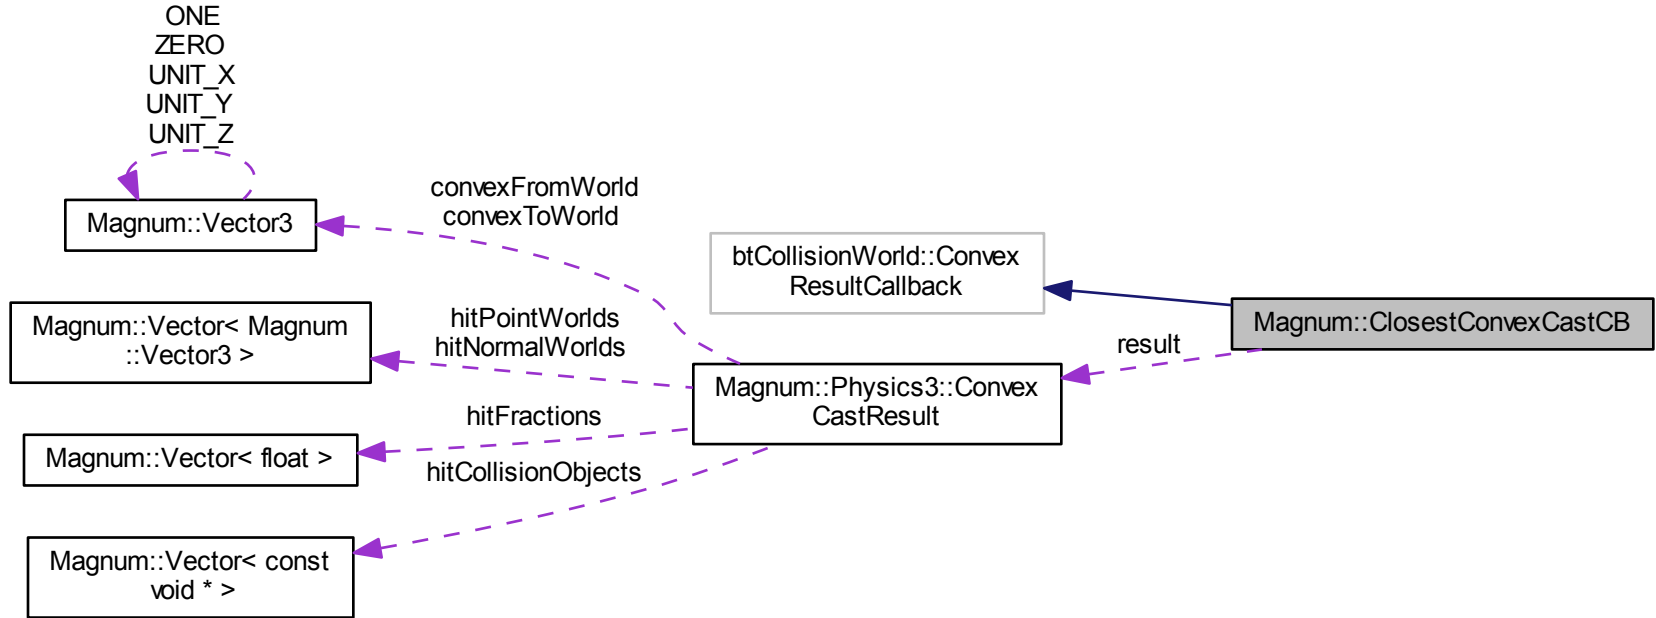 ONE
ZERO
UNIT_X
UNIT_Y
UNIT_Z
Magnum::Vector3
convexFromWorld
convexToWorld
btCollisionWorld::Convex
ResultCallback
Magnum::ClosestConvexCastCB
Magnum::Vector< Magnum
::Vector3 >
hitPointWorlds
hitNormalWorlds
result
Magnum::Physics3::Convex
CastResult
hitFractions
Magnum::Vector< float >
hitCollisionObjects
Magnum::Vector< const
void * >